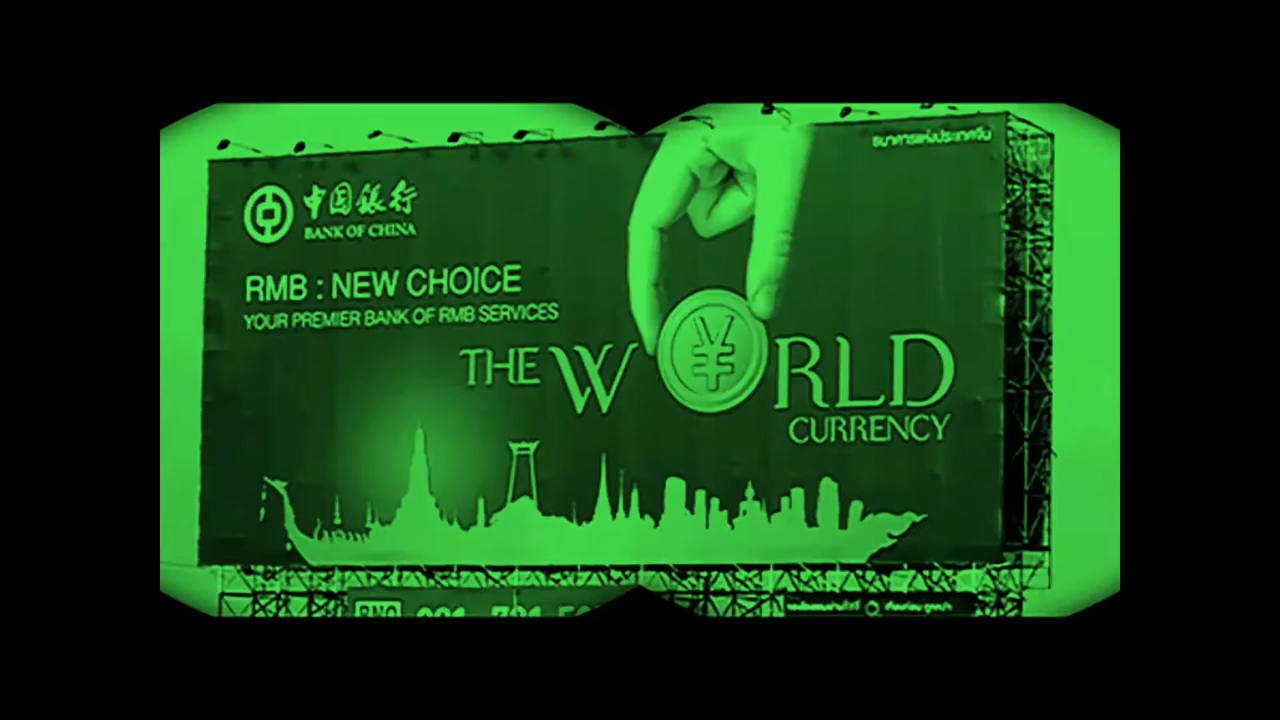 ธนาคารแห่งประเทศจีน
中国银行
BANK OF CHINA
RMB : NEW CHOICE
YOUR PREMIER BANK OF RMB SERVICES
THE W¥RLD
CURRENCY